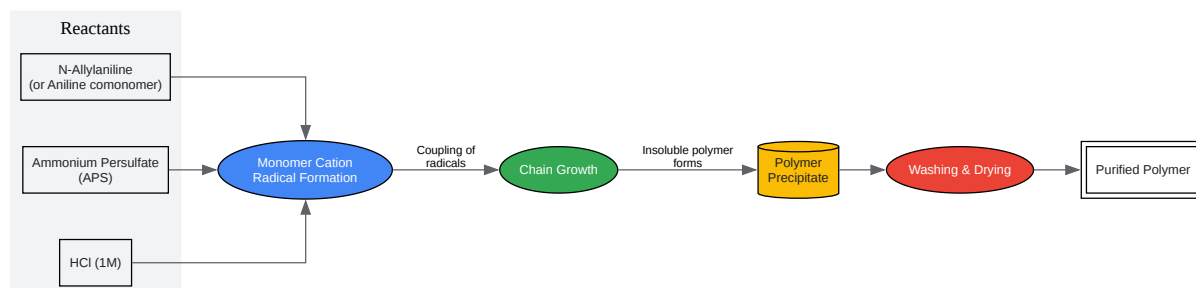 Reactants
N-Allylaniline
(or Aniline comonomer)
Ammonium Persulfate
(APS)
HCl (1M)
Monomer Cation
Radical Formation
Coupling of
radicals
Chain Growth
Insoluble polymer
forms
Polymer
Precipitate
Washing & Drying
Purified Polymer